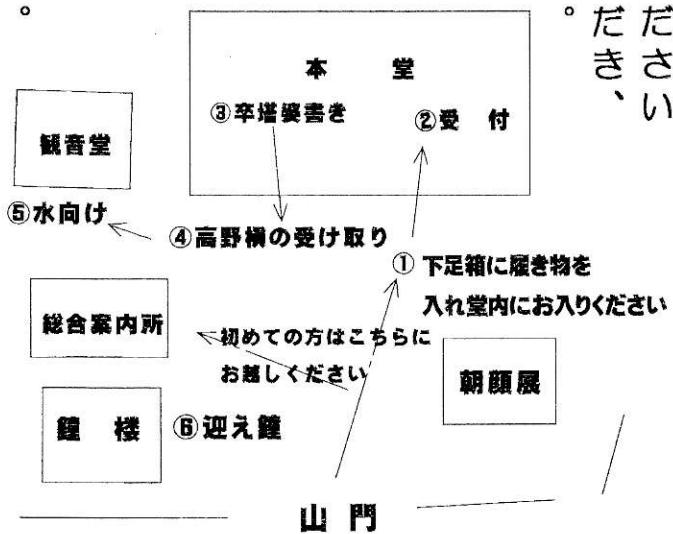 ださい
。
だき、
。
本堂
③卒塔婆書き
②受付
観音堂
⑤水向け
④高野槇の受け取り
①下足箱に履き物を
入れ堂内にお入りください
総合案内所
初めての方はこちらに
お越しください
朝顔展
鐘楼
⑥迎え鐘
山門